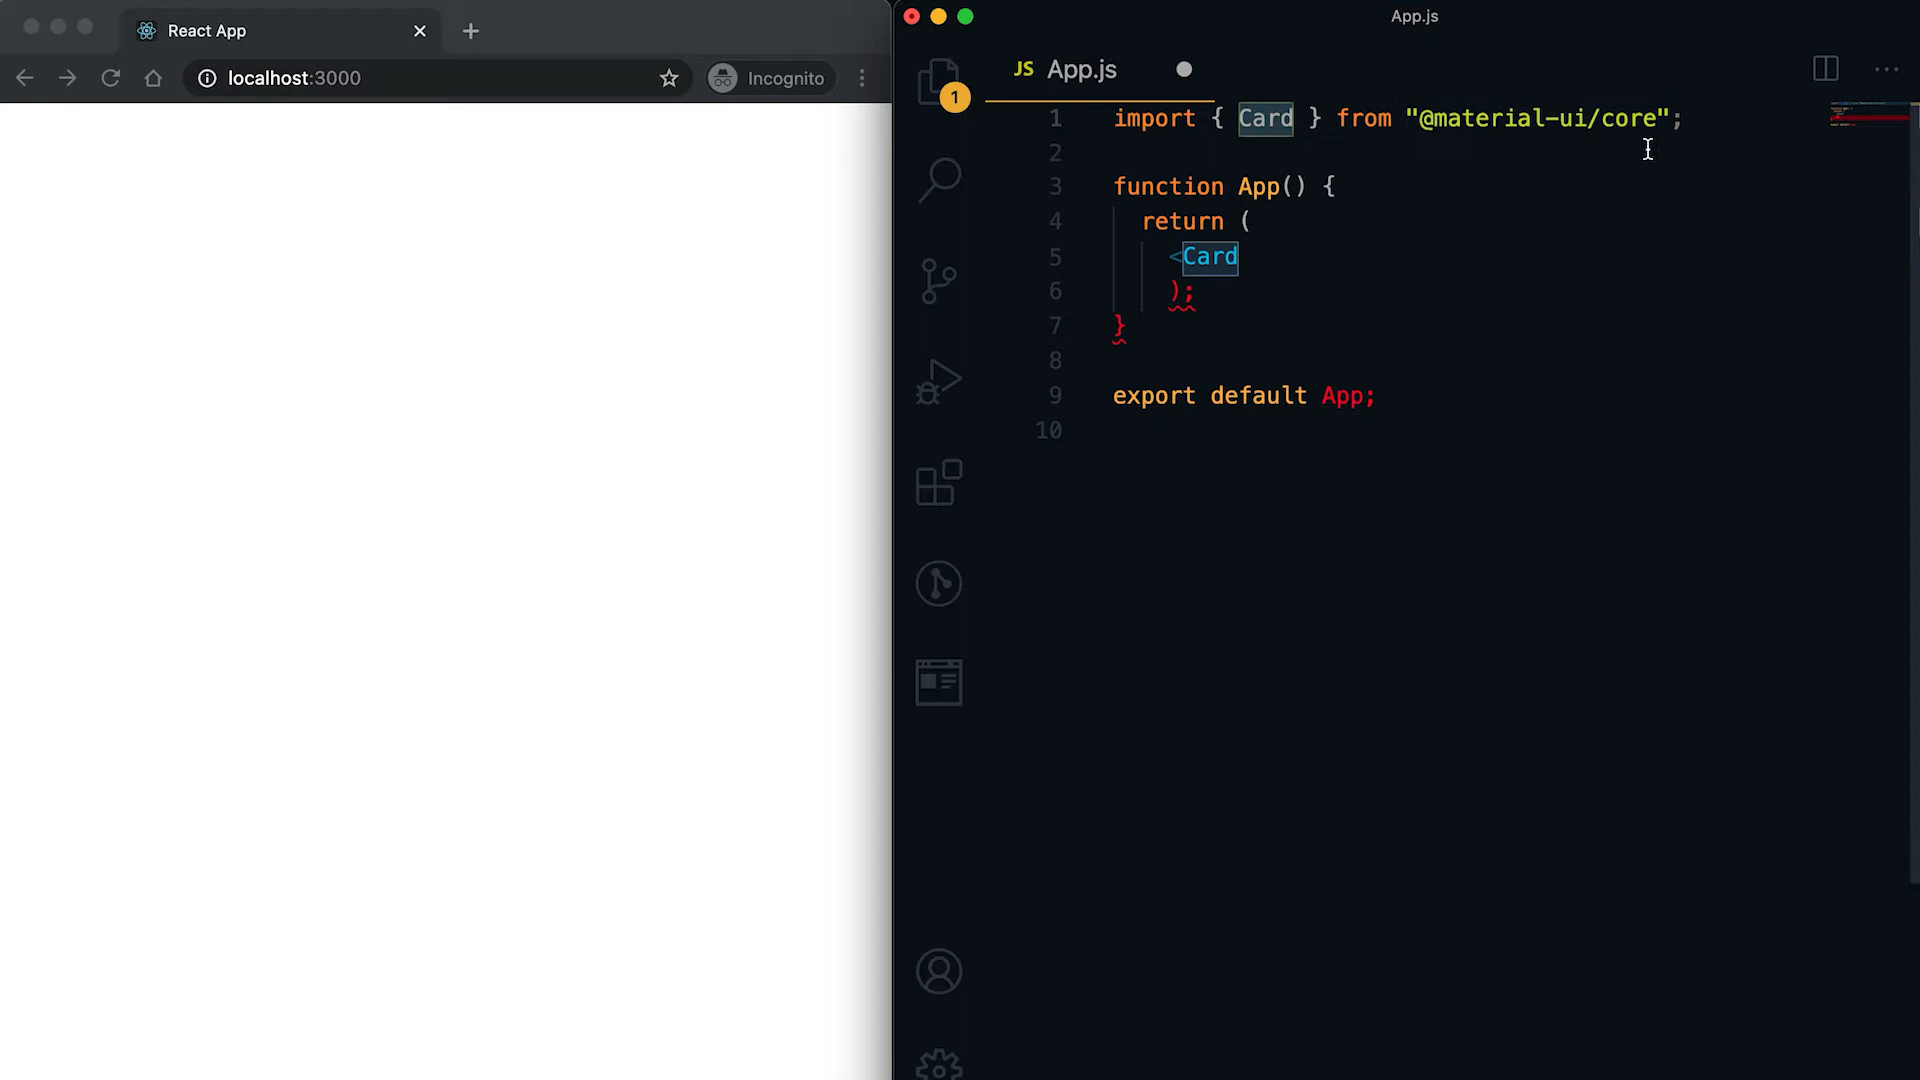 React App
localhost:3000
Incognito
App.js
JS App.js
1
1 import { Card } from "@material-ui/core";
2
3 function App() {
4 return (
5 <Card
6 );
7 }
8
9 export default App;
10